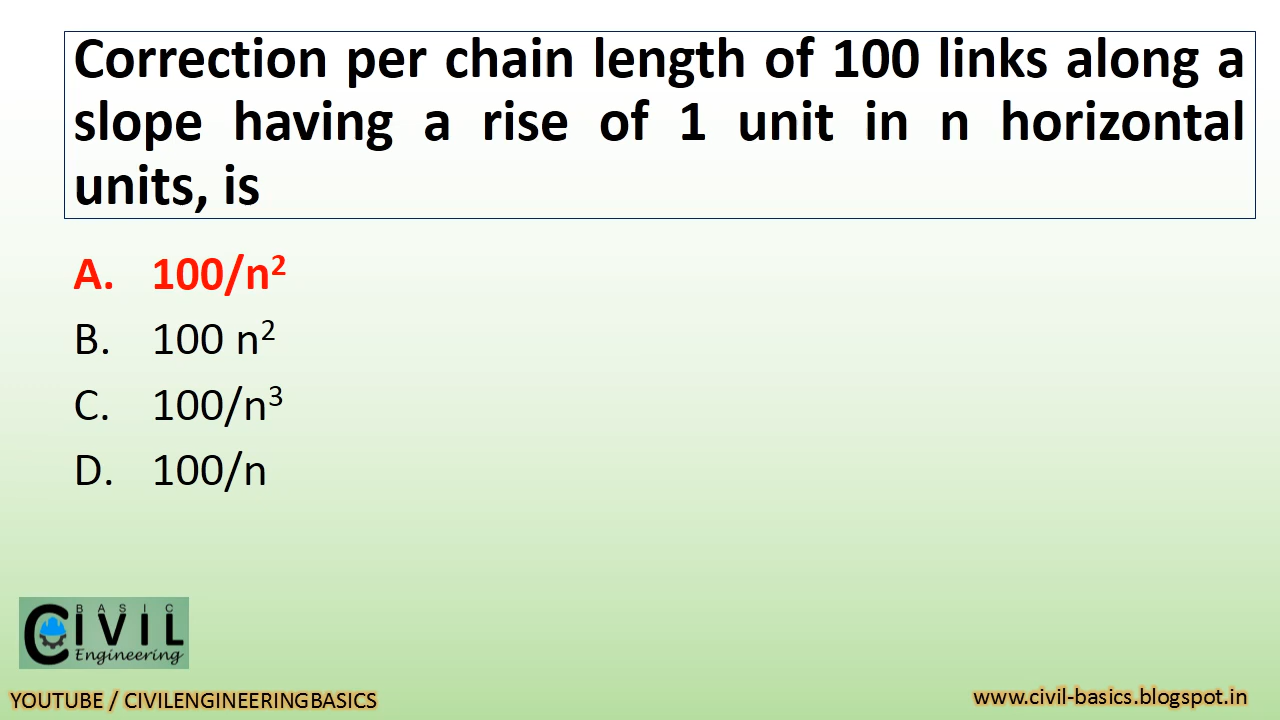 Correction per chain length of 100 links along a
slope having a rise of 1 unit in n horizontal
units, is
A. 100/n²
B. 100 n²
C. 100/n³
D. 100/n
BASIC
CIVIL
Engineering
YOUTUBE / CIVILENGINEERINGBASICS
www.civil-basics.blogspot.in